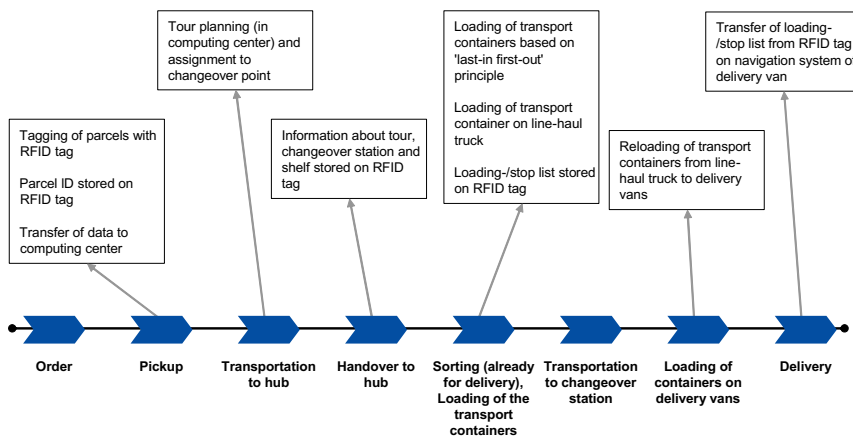 Tour planning (in
computing center) and
assignment to
changeover point
Loading of transport
containers based on
'last-in first-out'
principle
Loading of transport
container on line-haul
truck
Loading-/stop list stored
on RFID tag
Transfer of loading-
/stop list from RFID tag
on navigation system of
delivery van
Tagging of parcels with
RFID tag
Parcel ID stored on
RFID tag
Transfer of data to
computing center
Information about tour,
changeover station and
shelf stored on RFID
tag
Reloading of transport
containers from line-
haul truck to delivery
vans
Order
Pickup
Transportation
to hub
Handover to
hub
Sorting (already
for delivery),
Loading of the
transport
containers
Transportation
to changeover
station
Loading of
containers on
delivery vans
Delivery